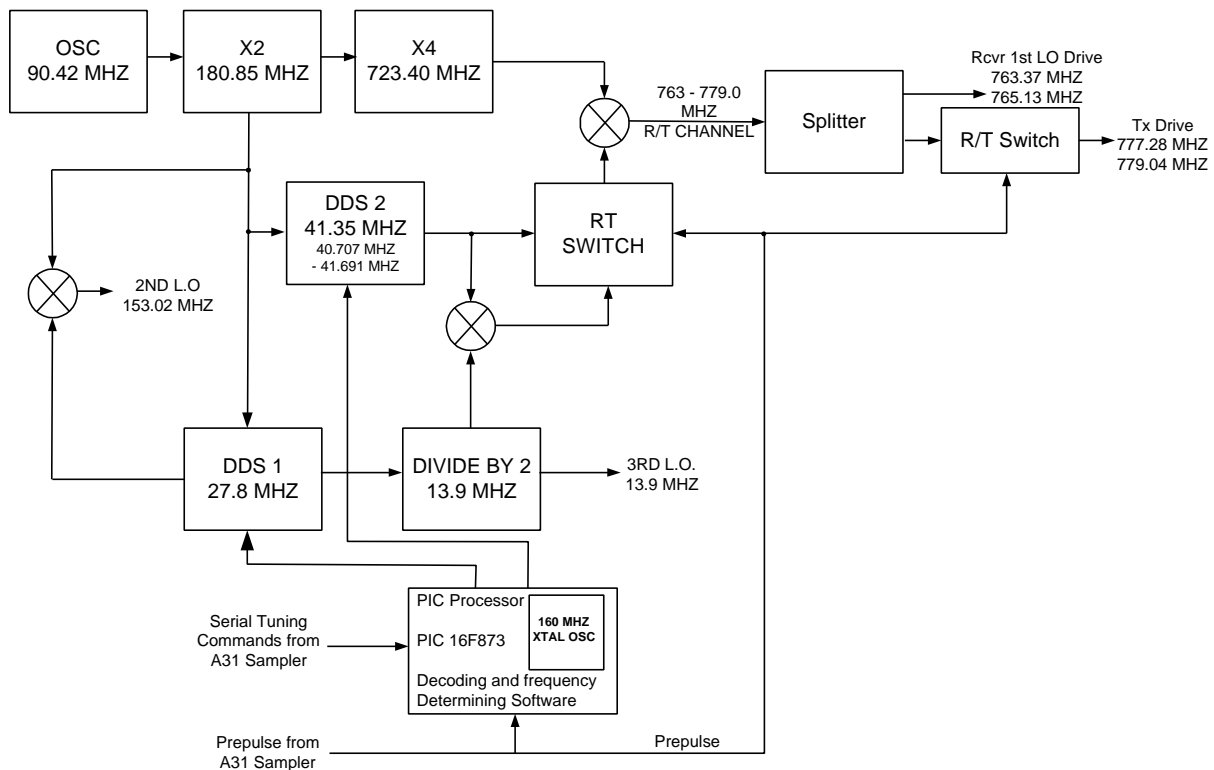 OSC
90.42 MHZ
X2
180.85 MHZ
X4
723.40 MHZ
763 - 779.0
MHZ
R/T CHANNEL
Splitter
Rcvr 1st LO Drive
763.37 MHZ
765.13 MHZ
R/T Switch
Tx Drive
777.28 MHZ
779.04 MHZ
DDS 2
41.35 MHZ
40.707 MHZ
- 41.691 MHZ
RT
SWITCH
2ND L.O
153.02 MHZ
DDS 1
27.8 MHZ
DIVIDE BY 2
13.9 MHZ
3RD L.O.
13.9 MHZ
Serial Tuning
Commands from
A31 Sampler
PIC Processor
PIC 16F873
160 MHZ
XTAL OSC
Decoding and frequency
Determining Software
Prepulse from
A31 Sampler
Prepulse